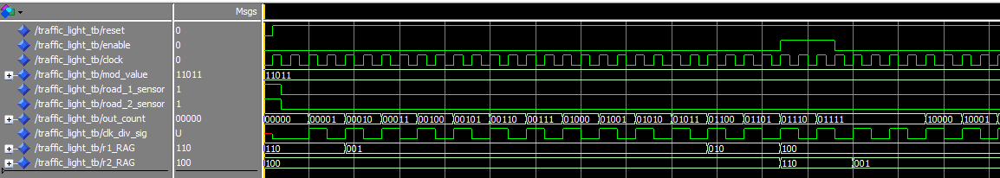 Msgs
/traffic_light_tb/reset 0
/traffic_light_tb/enable 0
/traffic_light_tb/clock 0
/traffic_light_tb/mod_value 11011 11011
/traffic_light_tb/road_1_sensor 1
/traffic_light_tb/road_2_sensor 1
/traffic_light_tb/out_count 00000 00000 00001 00010 00011 00100 00101 00110 00111 01000 01001 01010 01011 01100 01101 01110 01111 10000 10001
/traffic_light_tb/clk_div_sig U
/traffic_light_tb/r1_RAG 110 110 001 010 100
/traffic_light_tb/r2_RAG 100 100 110 001